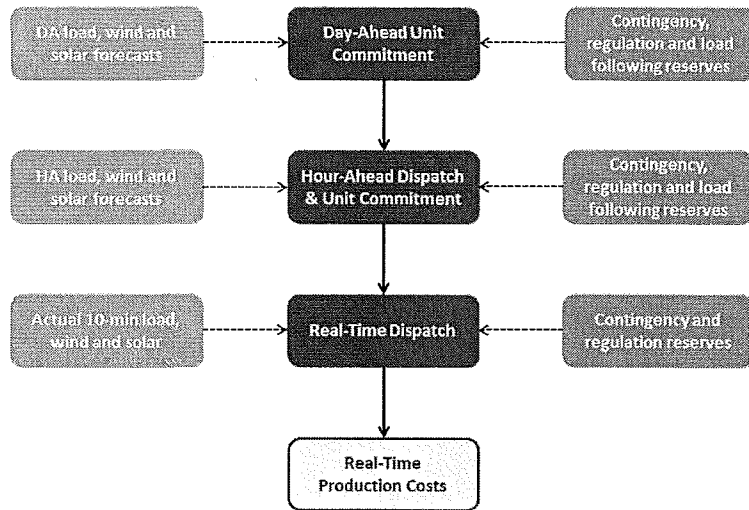 DA load, wind and
solar forecasts
Day-Ahead Unit
Commitment
Contingency,
regulation and load
following reserves
HA load, wind and
solar forecasts
Hour-Ahead Dispatch
& Unit Commitment
Contingency,
regulation and load
following reserves
Actual 10-min load,
wind and solar
Real-Time Dispatch
Contingency and
regulation reserves
Real-Time
Production Costs